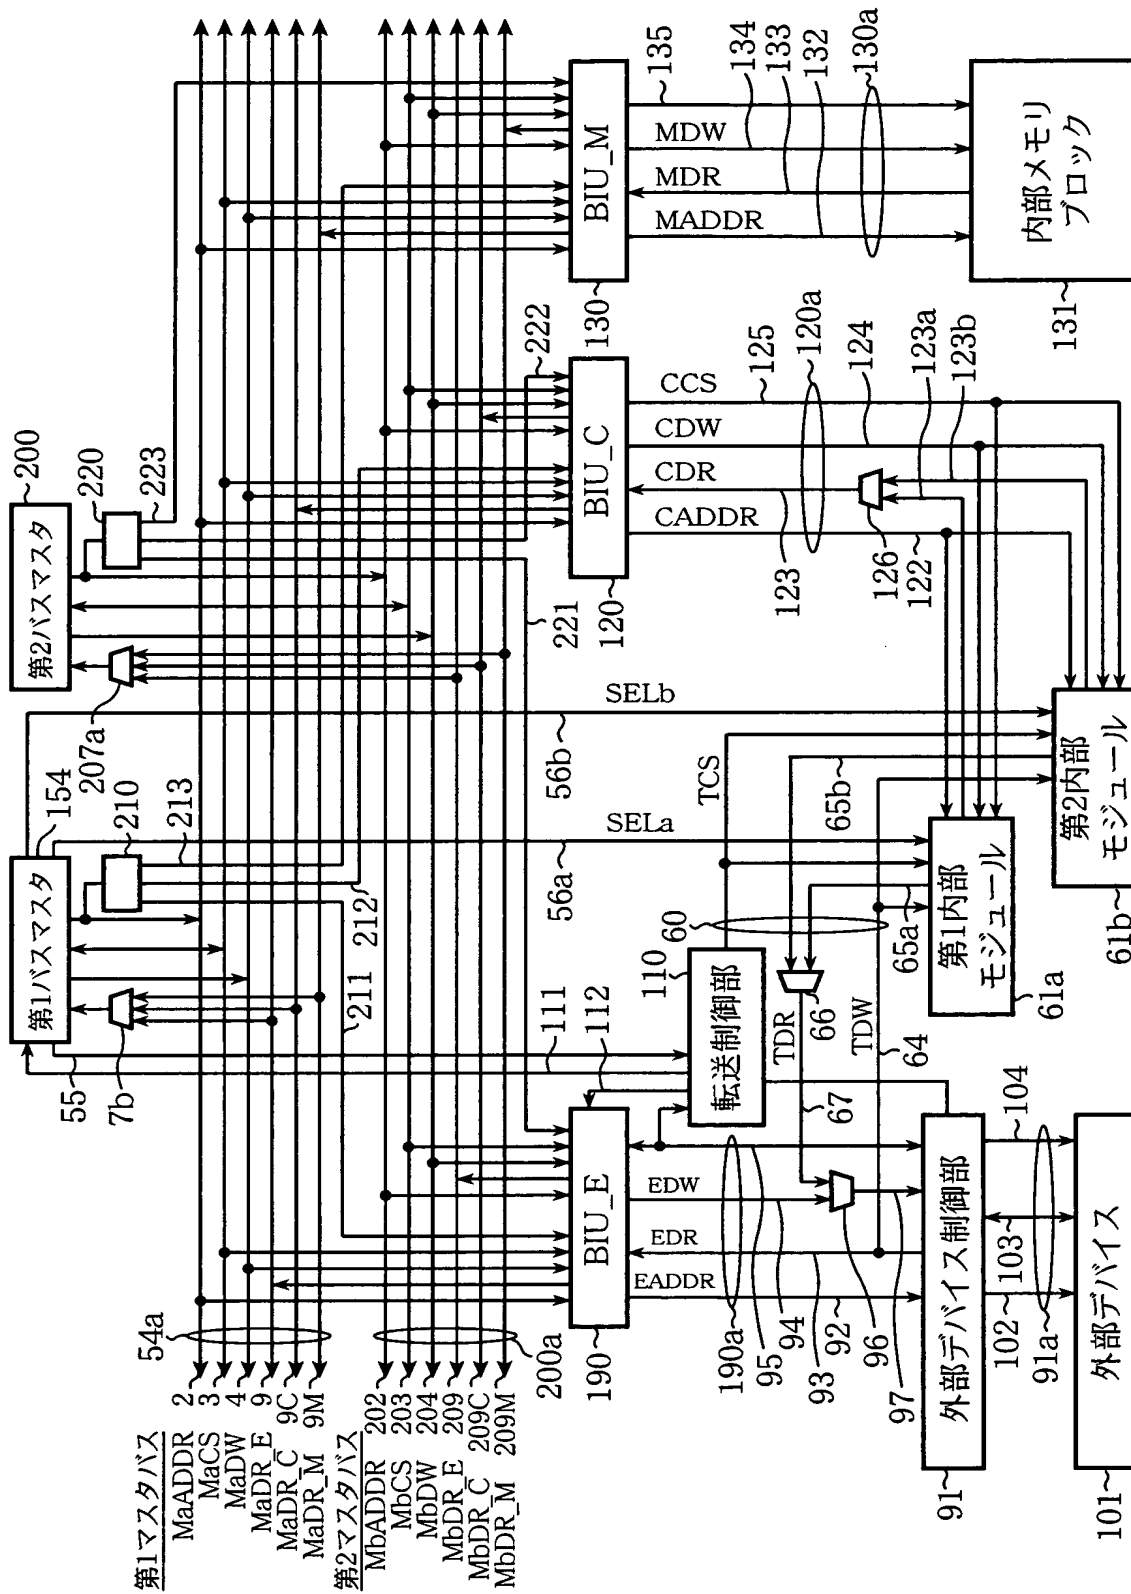 第1マスタバス
MaADDR 2
MaCS 3
MaDW 4
MaDR_E 9
MaDR_C 9C
MaDR_M 9M
54a
第2マスタバス
MbADDR 202
MbCS 203
MbDW 204
MbDR_E 209
MbDR_C 209C
MbDR_M 209M
200a
第1バスマスタ
154
55
7b
210
213
212
211
111
112
第2バスマスタ
200
207a
220
223
222
221
BIU_E
190
BIU_C
120
BIU_M
130
EADDR
EDR
EDW
190a
95
94
93
92
96
97
転送制御部
110
60
TCS
TDR
66
67
TDW
64
65a
65b
SELa
56a
SELb
56b
CADDR
CDR
CDW
CCS
120a
125
124
123a
123b
123
126
122
MADDR
MDR
MDW
135
134
133
132
130a
外部デバイス制御部
91
104
103
102
91a
外部デバイス
101
第1内部
モジュール
61a
第2内部
モジュール
61b
内部メモリ
ブロック
131